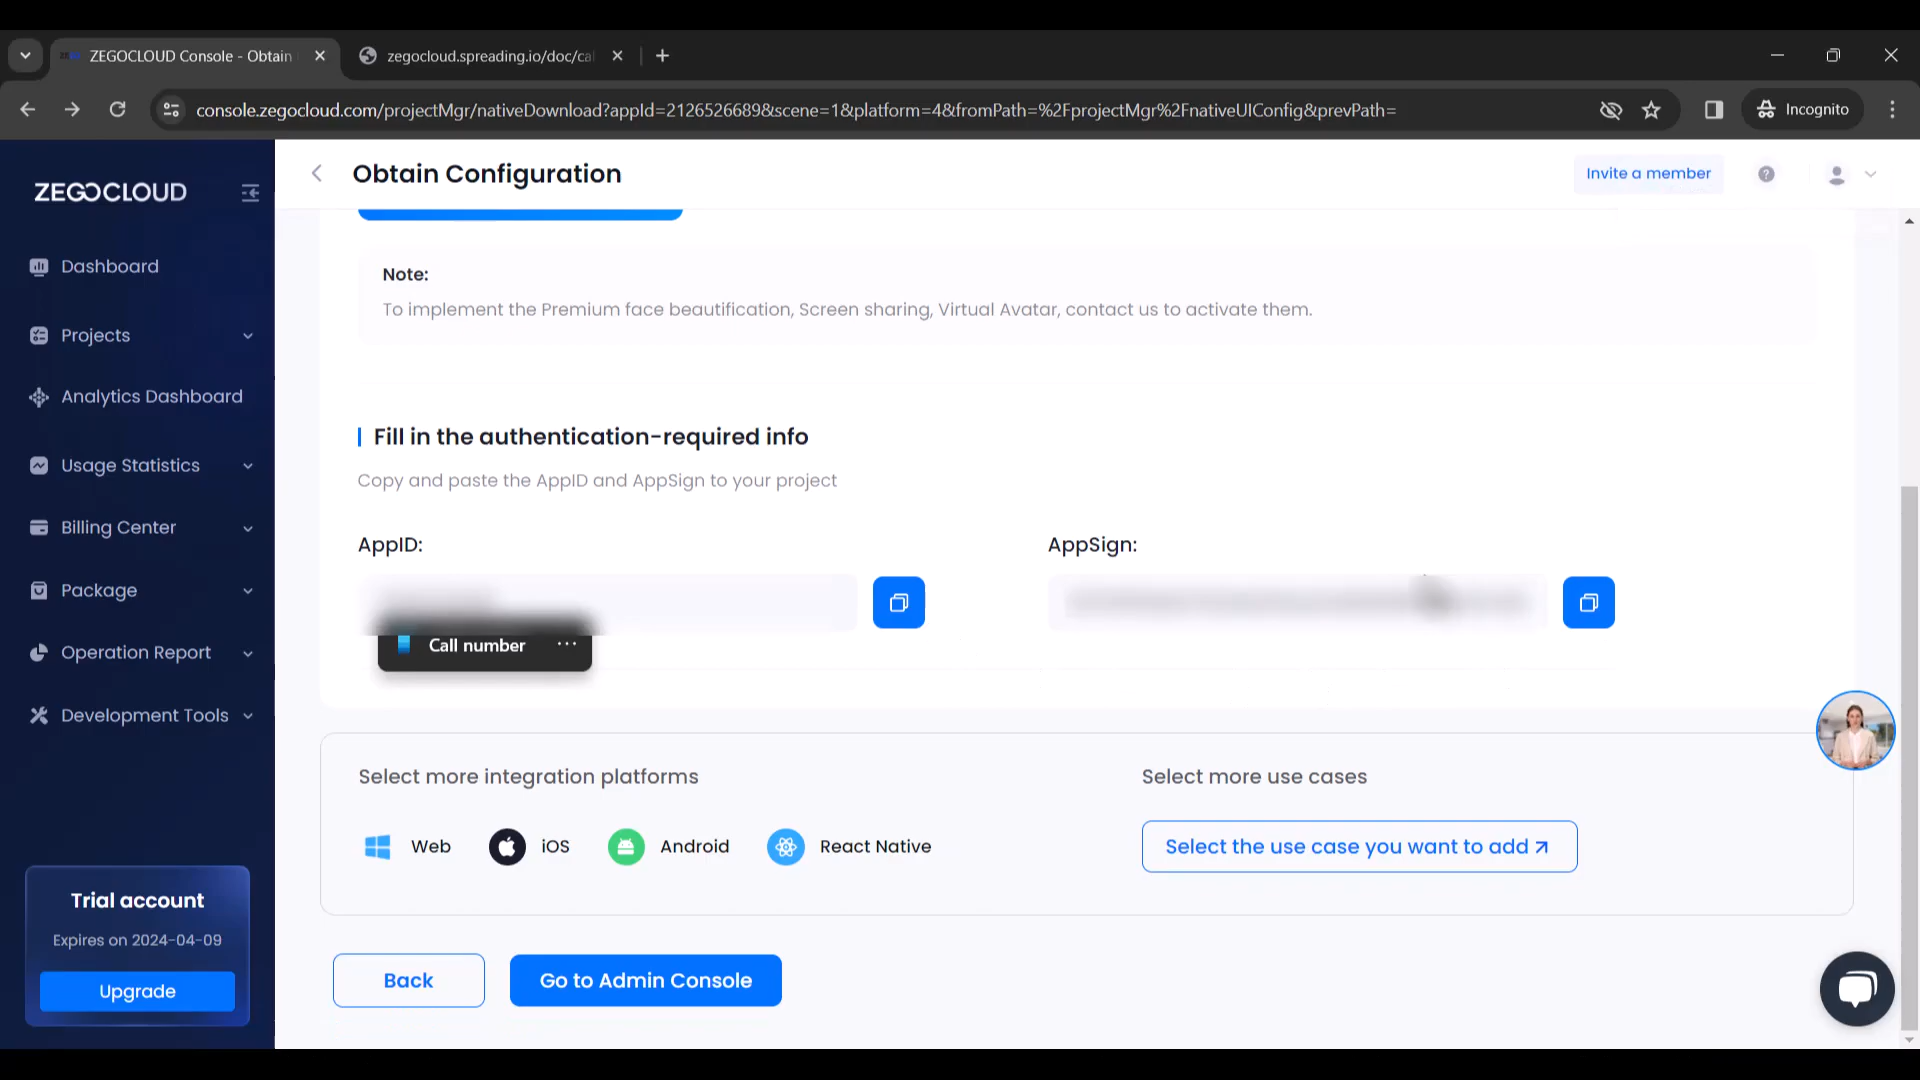 ZEGOCLOUD Console - Obtain
zegocloud.spreading.io/doc/cal
console.zegocloud.com/projectMgr/nativeDownload?appId=2126526689&scene=1&platform=4&fromPath=%2FprojectMgr%2FnativeUIConfig&prevPath=
Incognito
ZEGOCLOUD
Obtain Configuration
Invite a member
Dashboard
Projects
Analytics Dashboard
Usage Statistics
Billing Center
Package
Operation Report
Development Tools
Trial account
Expires on 2024-04-09
Upgrade
Note:
To implement the Premium face beautification, Screen sharing, Virtual Avatar, contact us to activate them.
Fill in the authentication-required info
Copy and paste the AppID and AppSign to your project
AppID:
AppSign:
Call number ...
Select more integration platforms
Select more use cases
Web
iOS
Android
React Native
Select the use case you want to add
Back
Go to Admin Console